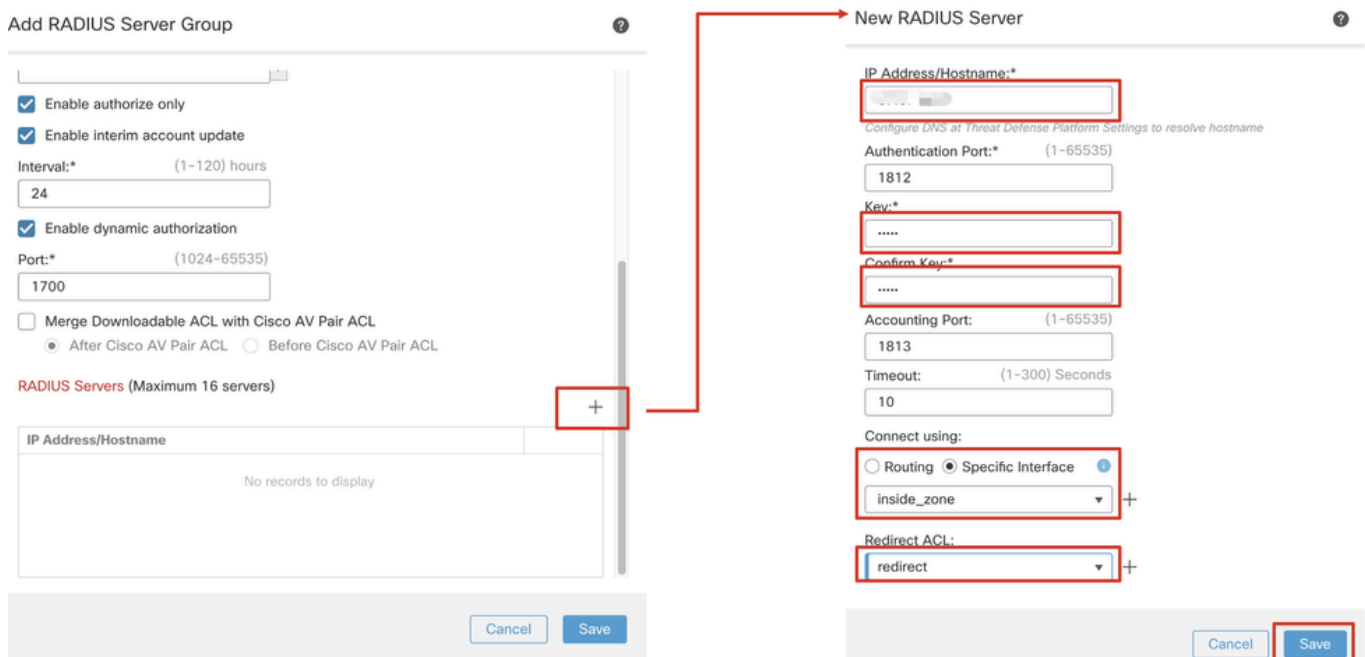 Add RADIUS Server Group
?
Enable authorize only
Enable interim account update
Interval:* (1-120) hours
24
Enable dynamic authorization
Port:* (1024-65535)
1700
Merge Downloadable ACL with Cisco AV Pair ACL
After Cisco AV Pair ACL Before Cisco AV Pair ACL
RADIUS Servers (Maximum 16 servers)
+
IP Address/Hostname
No records to display
Cancel Save
New RADIUS Server
?
IP Address/Hostname:*
Configure DNS at Threat Defense Platform Settings to resolve hostname
Authentication Port:* (1-65535)
1812
Key:*
•••••
Confirm Key:*
•••••
Accounting Port: (1-65535)
1813
Timeout: (1-300) Seconds
10
Connect using:
Routing Specific Interface i
inside_zone +
Redirect ACL:
redirect +
Cancel Save